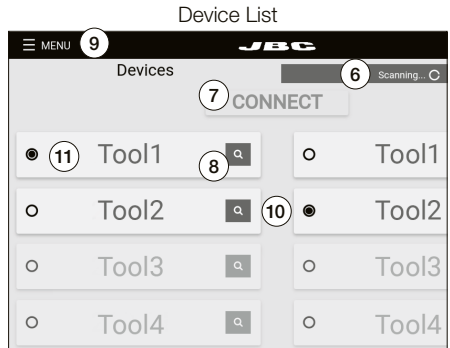 Device List
☰ MENU 9 JBC
Devices 6 Scanning...
7 CONNECT
11 Tool1 8 Tool1
Tool2 10 Tool2
Tool3 Tool3
Tool4 Tool4